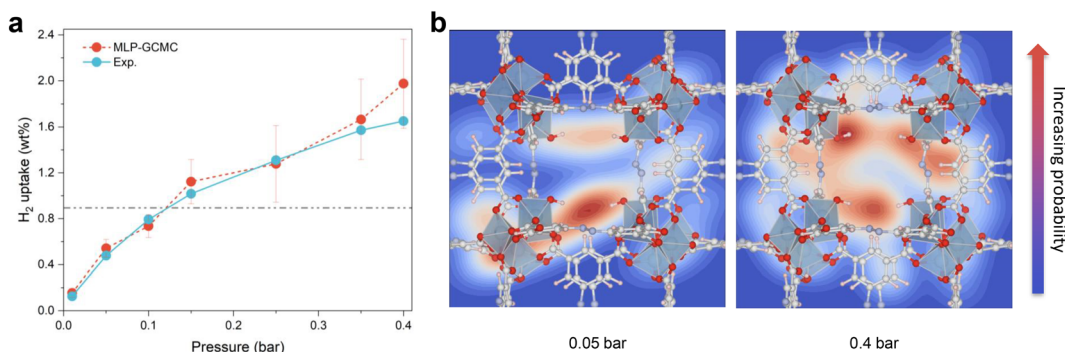 a
2.4
2.0
1.6
1.2
0.8
0.4
0.0
H₂ uptake (wt%)
MLP-GCMC
Exp.
0.0
0.1
0.2
0.3
0.4
Pressure (bar)
b
0.05 bar
0.4 bar
Increasing probability